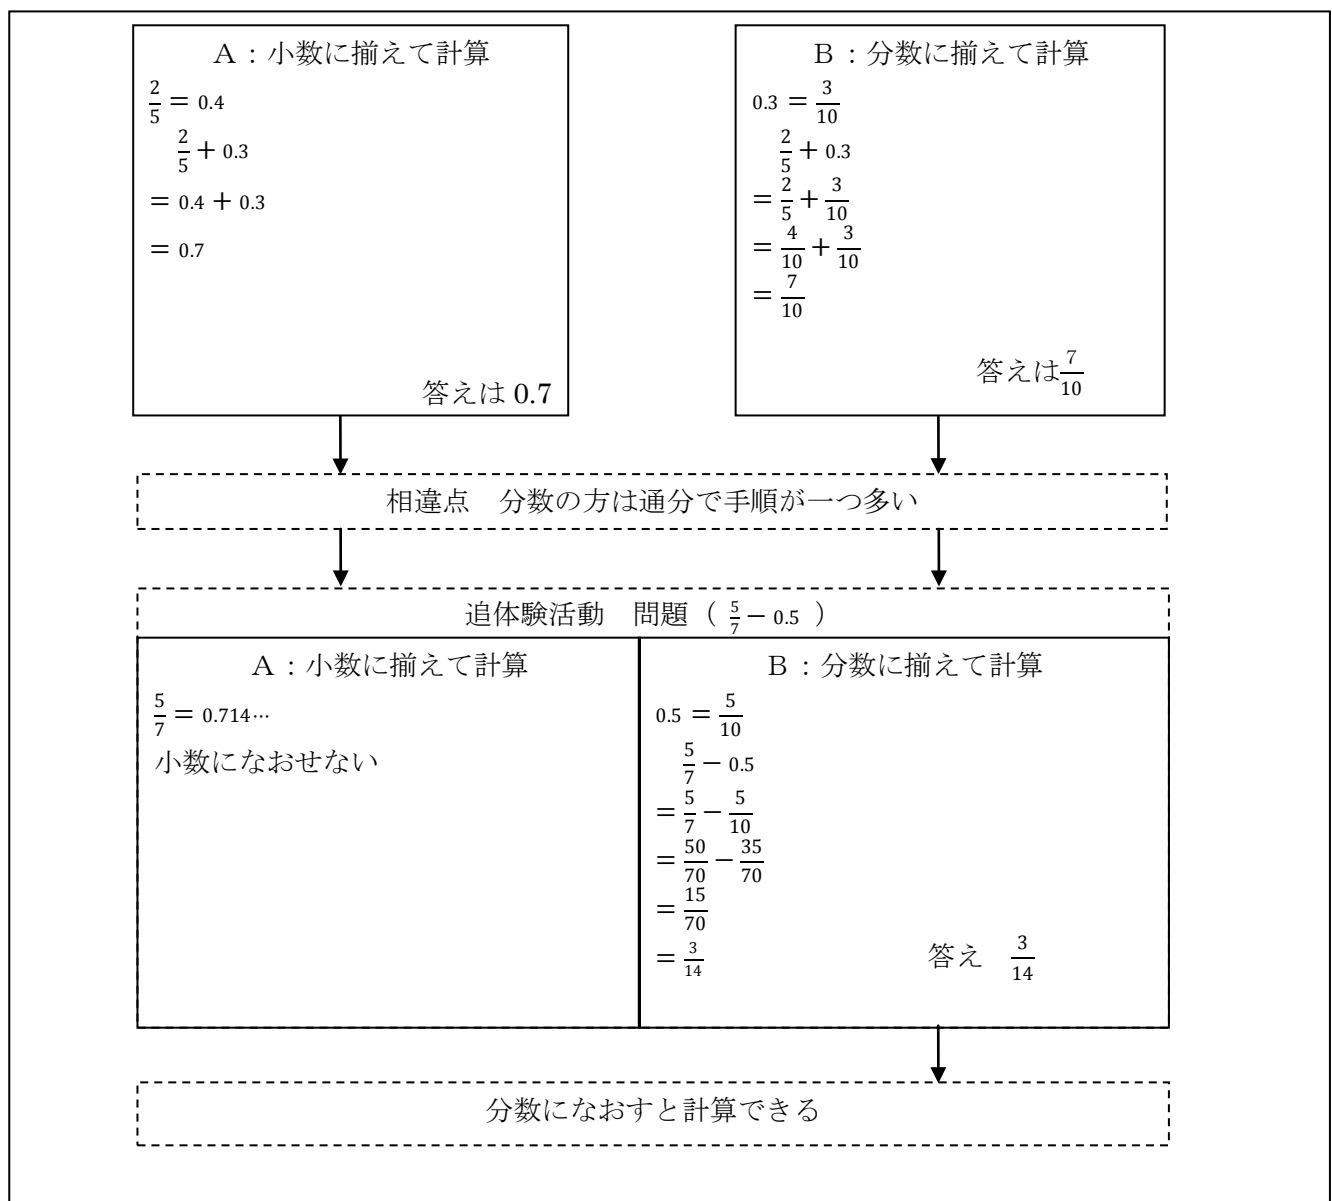 A：小数に揃えて計算
2/5 = 0.4
2/5 + 0.3
= 0.4 + 0.3
= 0.7
答えは 0.7
B：分数に揃えて計算
0.3 = 3/10
2/5 + 0.3
= 2/5 + 3/10
= 4/10 + 3/10
= 7/10
答えは 7/10
相違点　分数の方は通分で手順が一つ多い
追体験活動　問題（ 5/7 − 0.5 ）
A：小数に揃えて計算
5/7 = 0.714⋯
小数になおせない
B：分数に揃えて計算
0.5 = 5/10
5/7 − 0.5
= 5/7 − 5/10
= 50/70 − 35/70
= 15/70
= 3/14
答え　3/14
分数になおすと計算できる